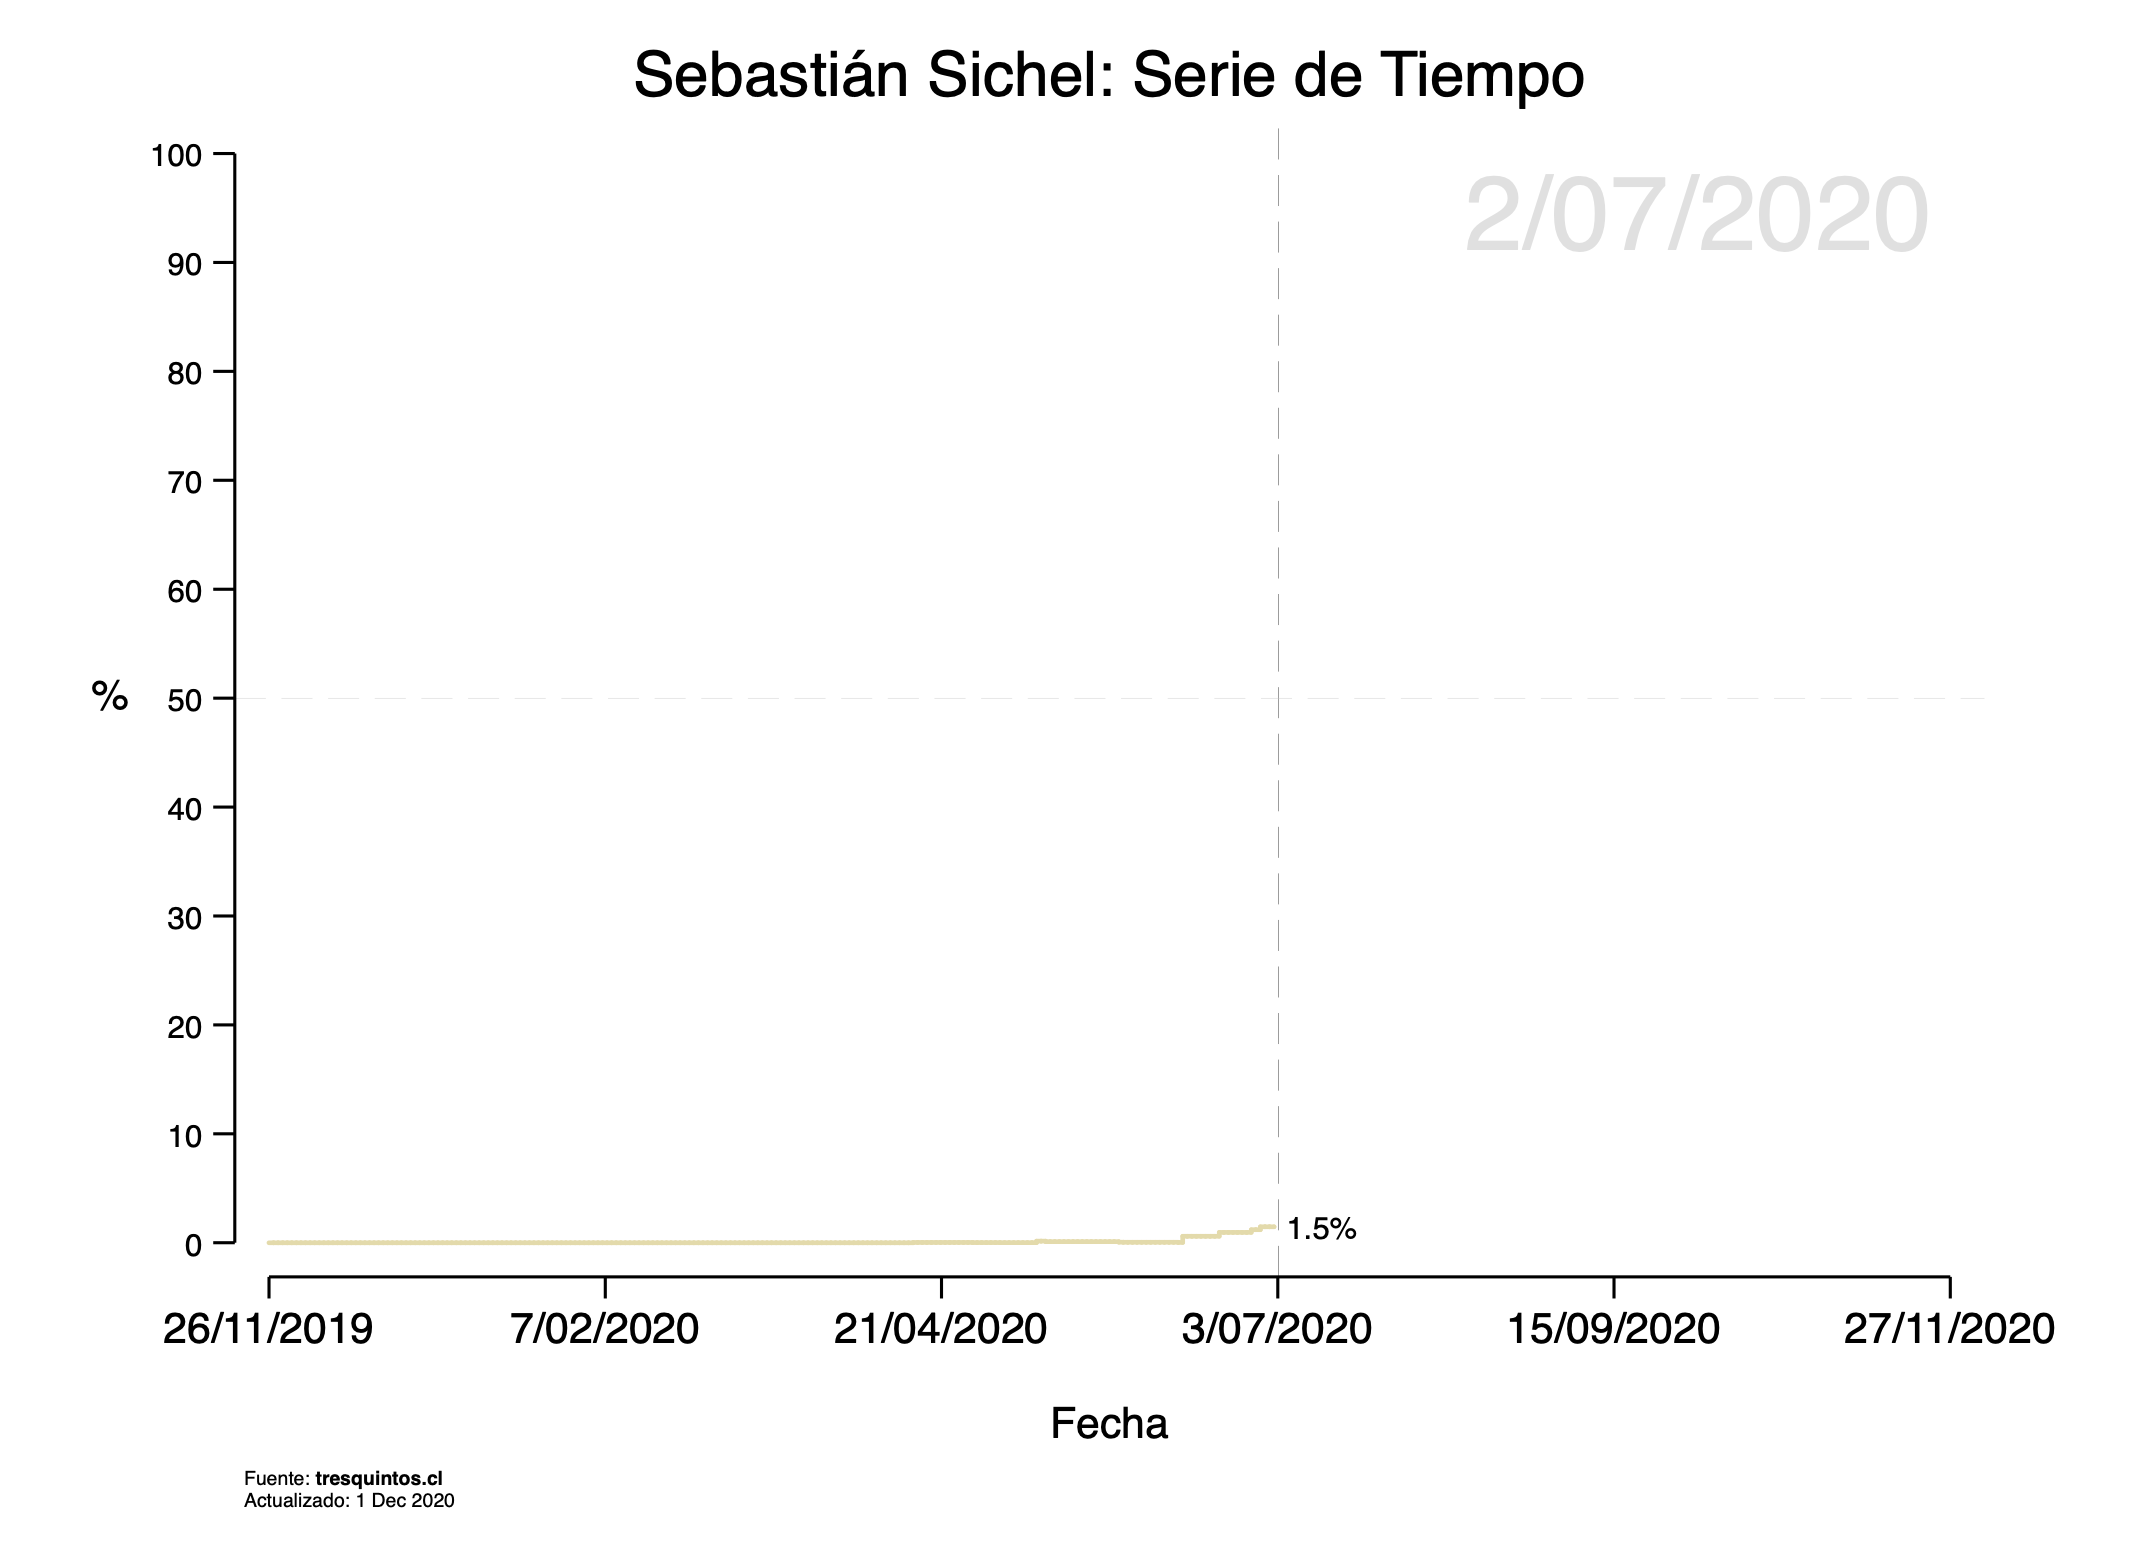 Sebastián Sichel: Serie de Tiempo
2/07/2020
100
90
80
70
60
50
40
30
20
10
0
%
1.5%
26/11/2019 7/02/2020 21/04/2020 3/07/2020 15/09/2020 27/11/2020
Fecha
Fuente: tresquintos.cl
Actualizado: 1 Dec 2020